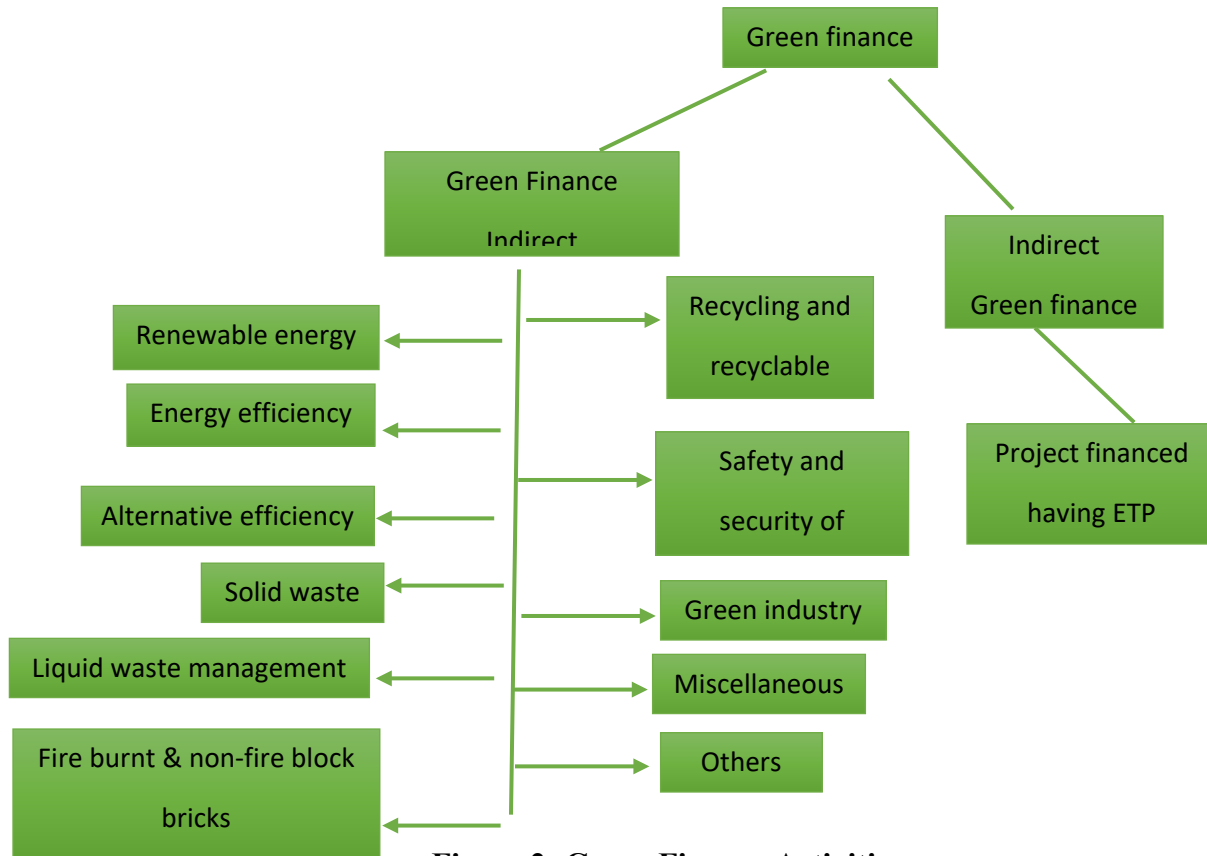 Green finance
Green Finance
Indirect
Indirect
Green finance
Renewable energy
Energy efficiency
Alternative efficiency
Solid waste
Liquid waste management
Fire burnt & non-fire block
bricks
Recycling and
recyclable
Safety and
security of
Green industry
Miscellaneous
Others
Project financed
having ETP